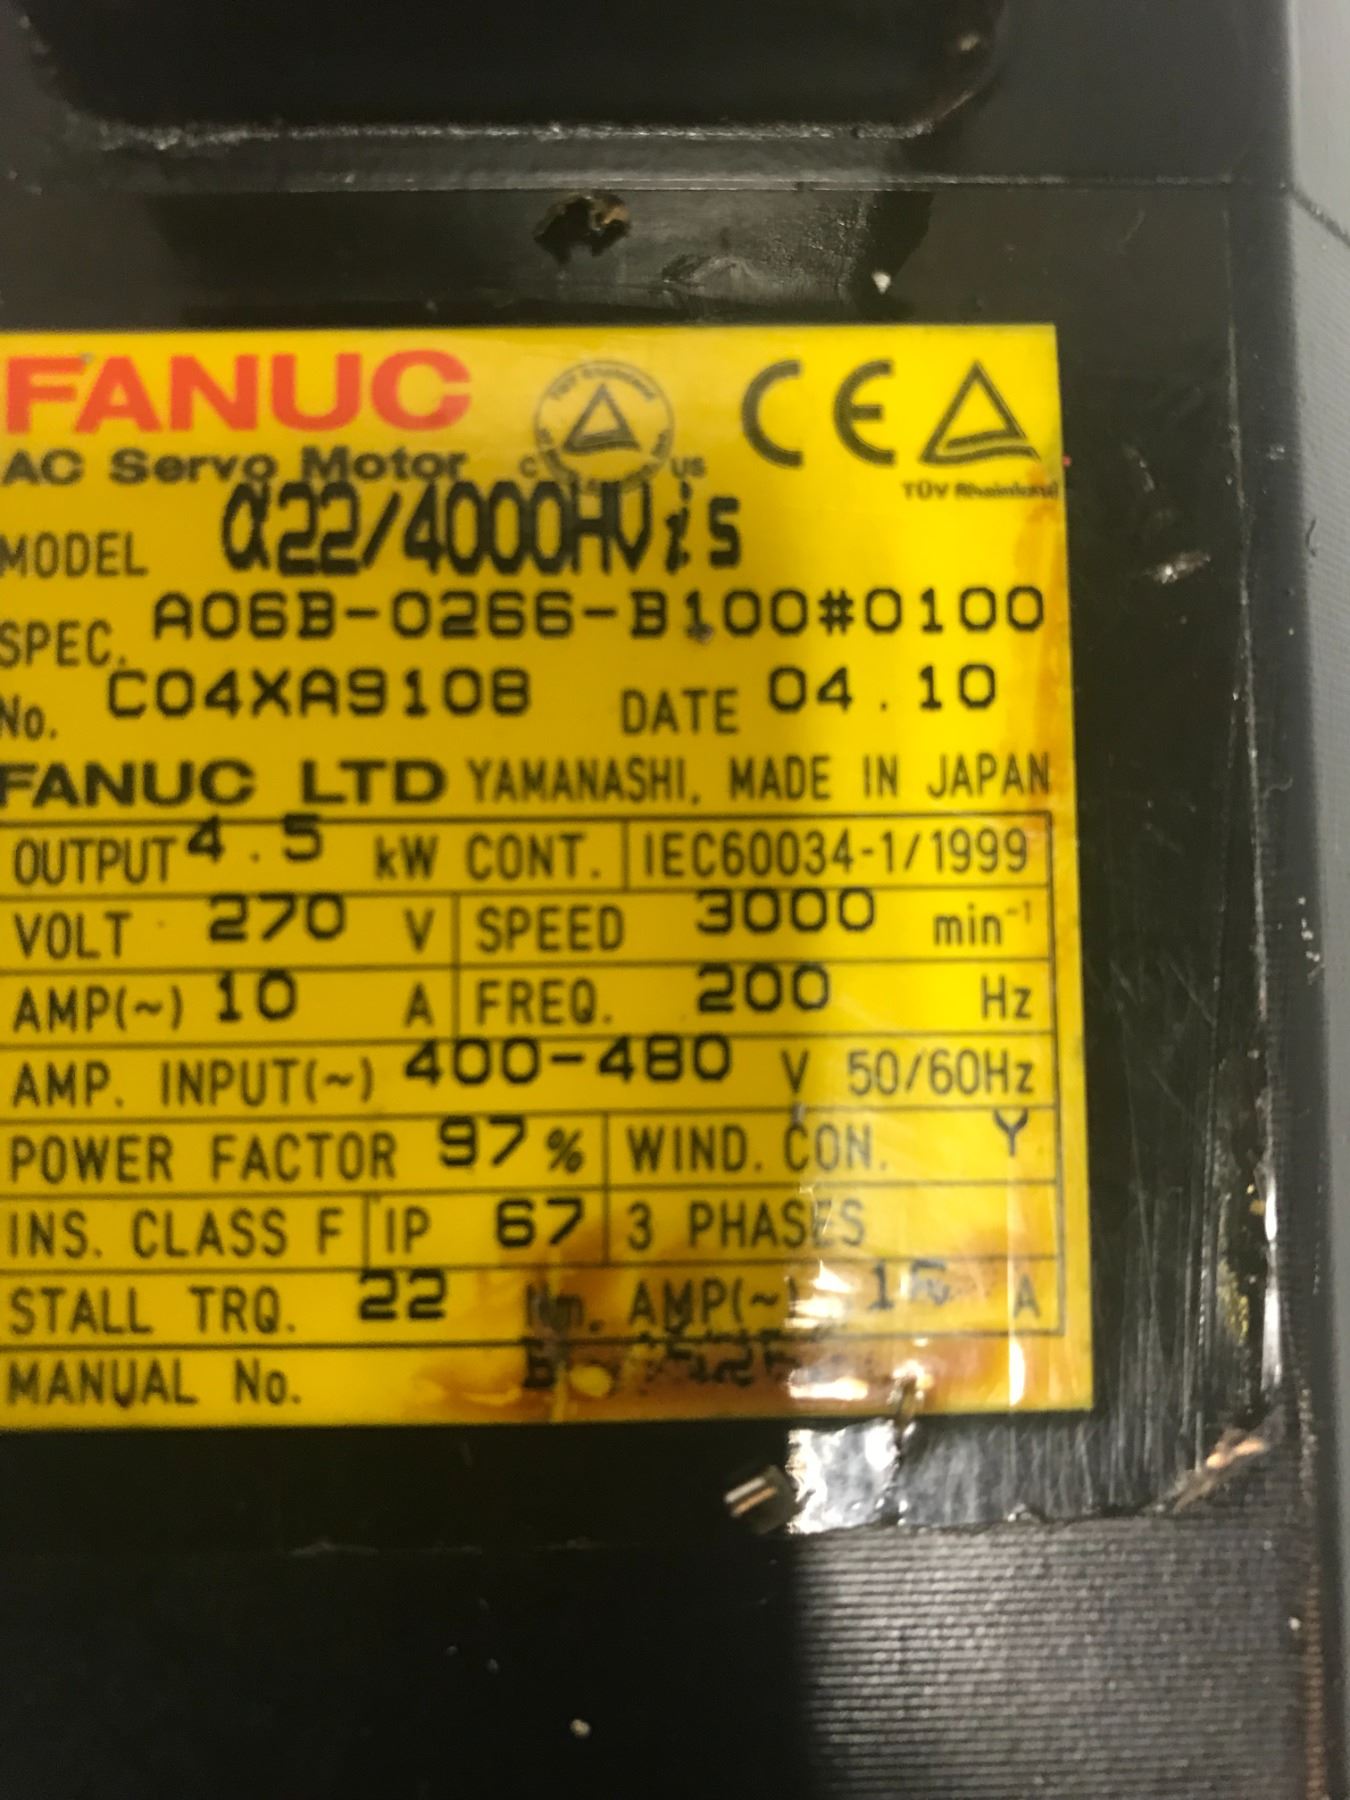 FANUC
AC Servo Motor
C US
CE
TÜV Rheinland
MODEL α22/4000HVis
SPEC. A06B-0266-B100#0100
No. C04XA9108 DATE 04.10
FANUC LTD YAMANASHI, MADE IN JAPAN
OUTPUT 4.5 kW CONT. IEC60034-1/1999
VOLT 270 V SPEED 3000 min⁻¹
AMP(~) 10 A FREQ. 200 Hz
AMP. INPUT(~) 400-480 V 50/60Hz
POWER FACTOR 97 % WIND. CON. Y
INS. CLASS F IP 67 3 PHASES
STALL TRQ. 22 Nm. AMP(~) A
MANUAL No.